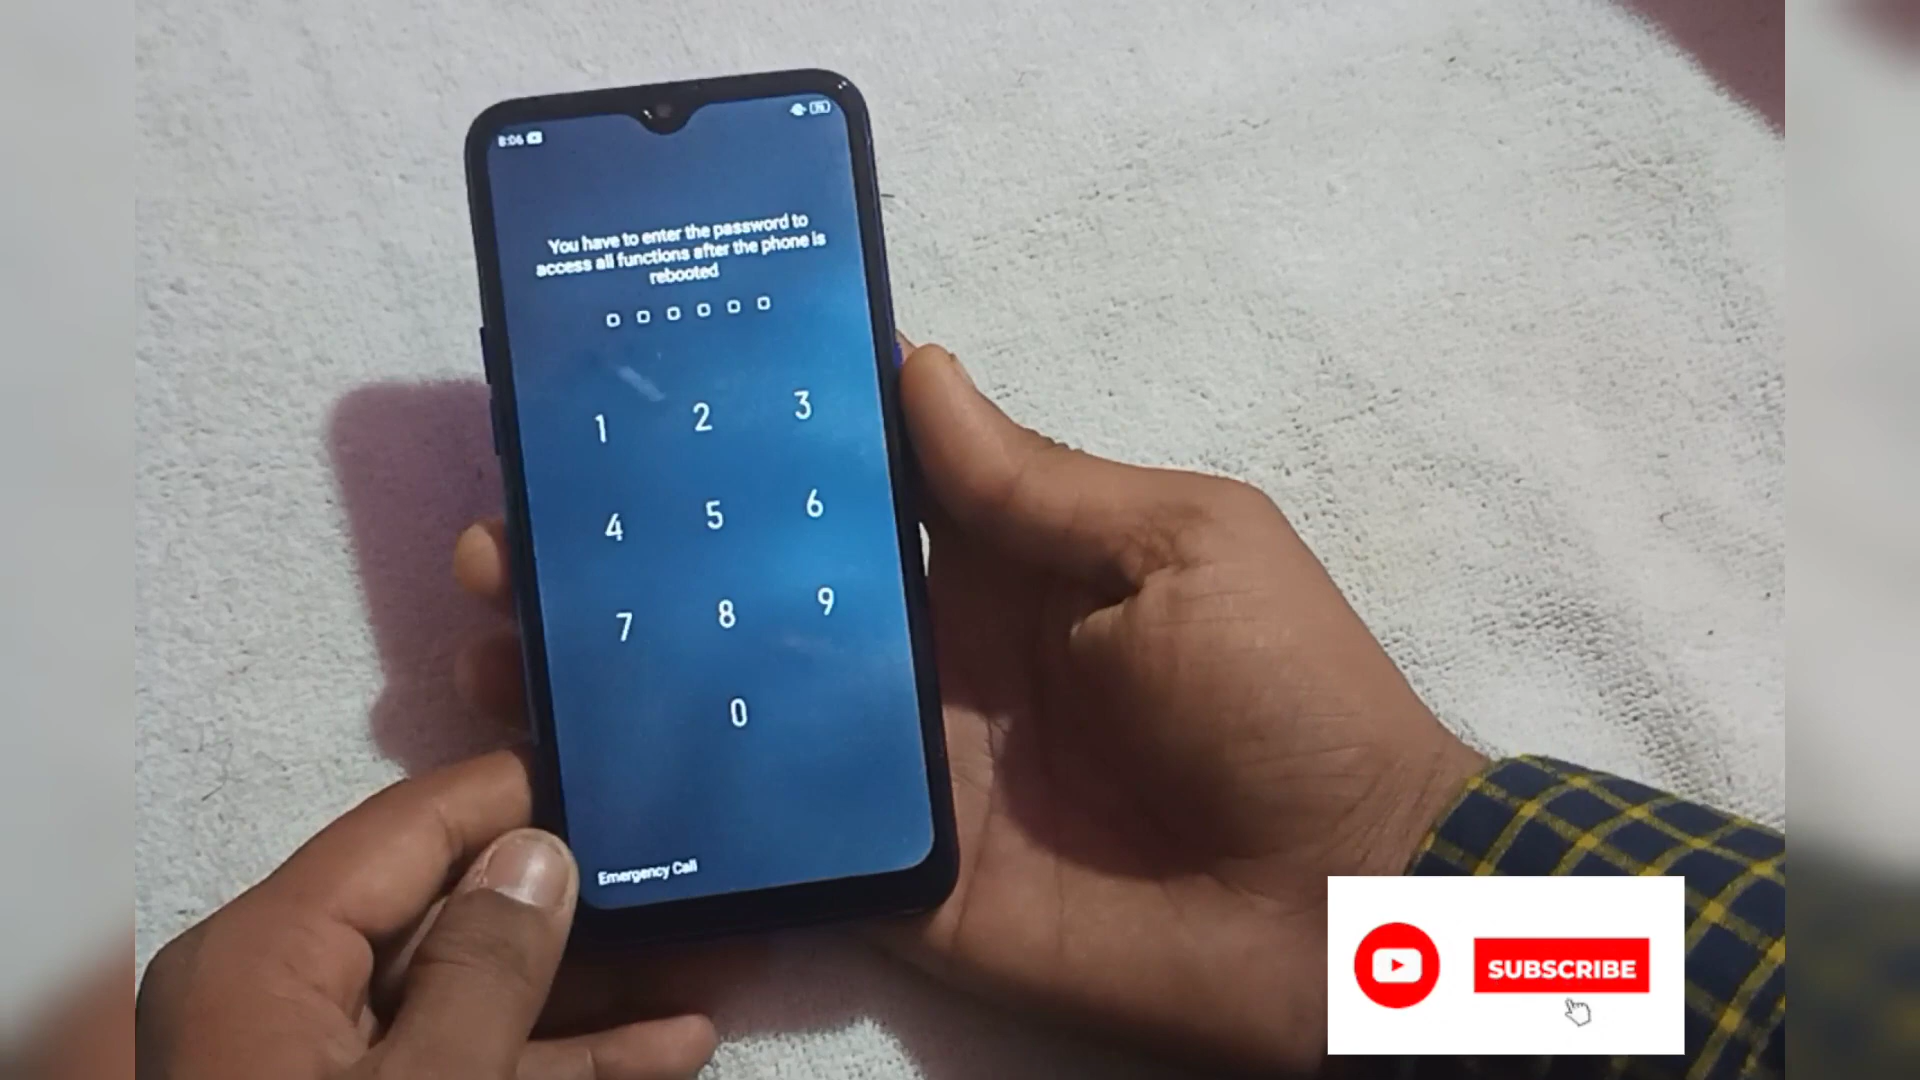 8:06
You have to enter the password to
access all functions after the phone is
rebooted
1 2 3
4 5 6
7 8 9
0
Emergency Call
SUBSCRIBE